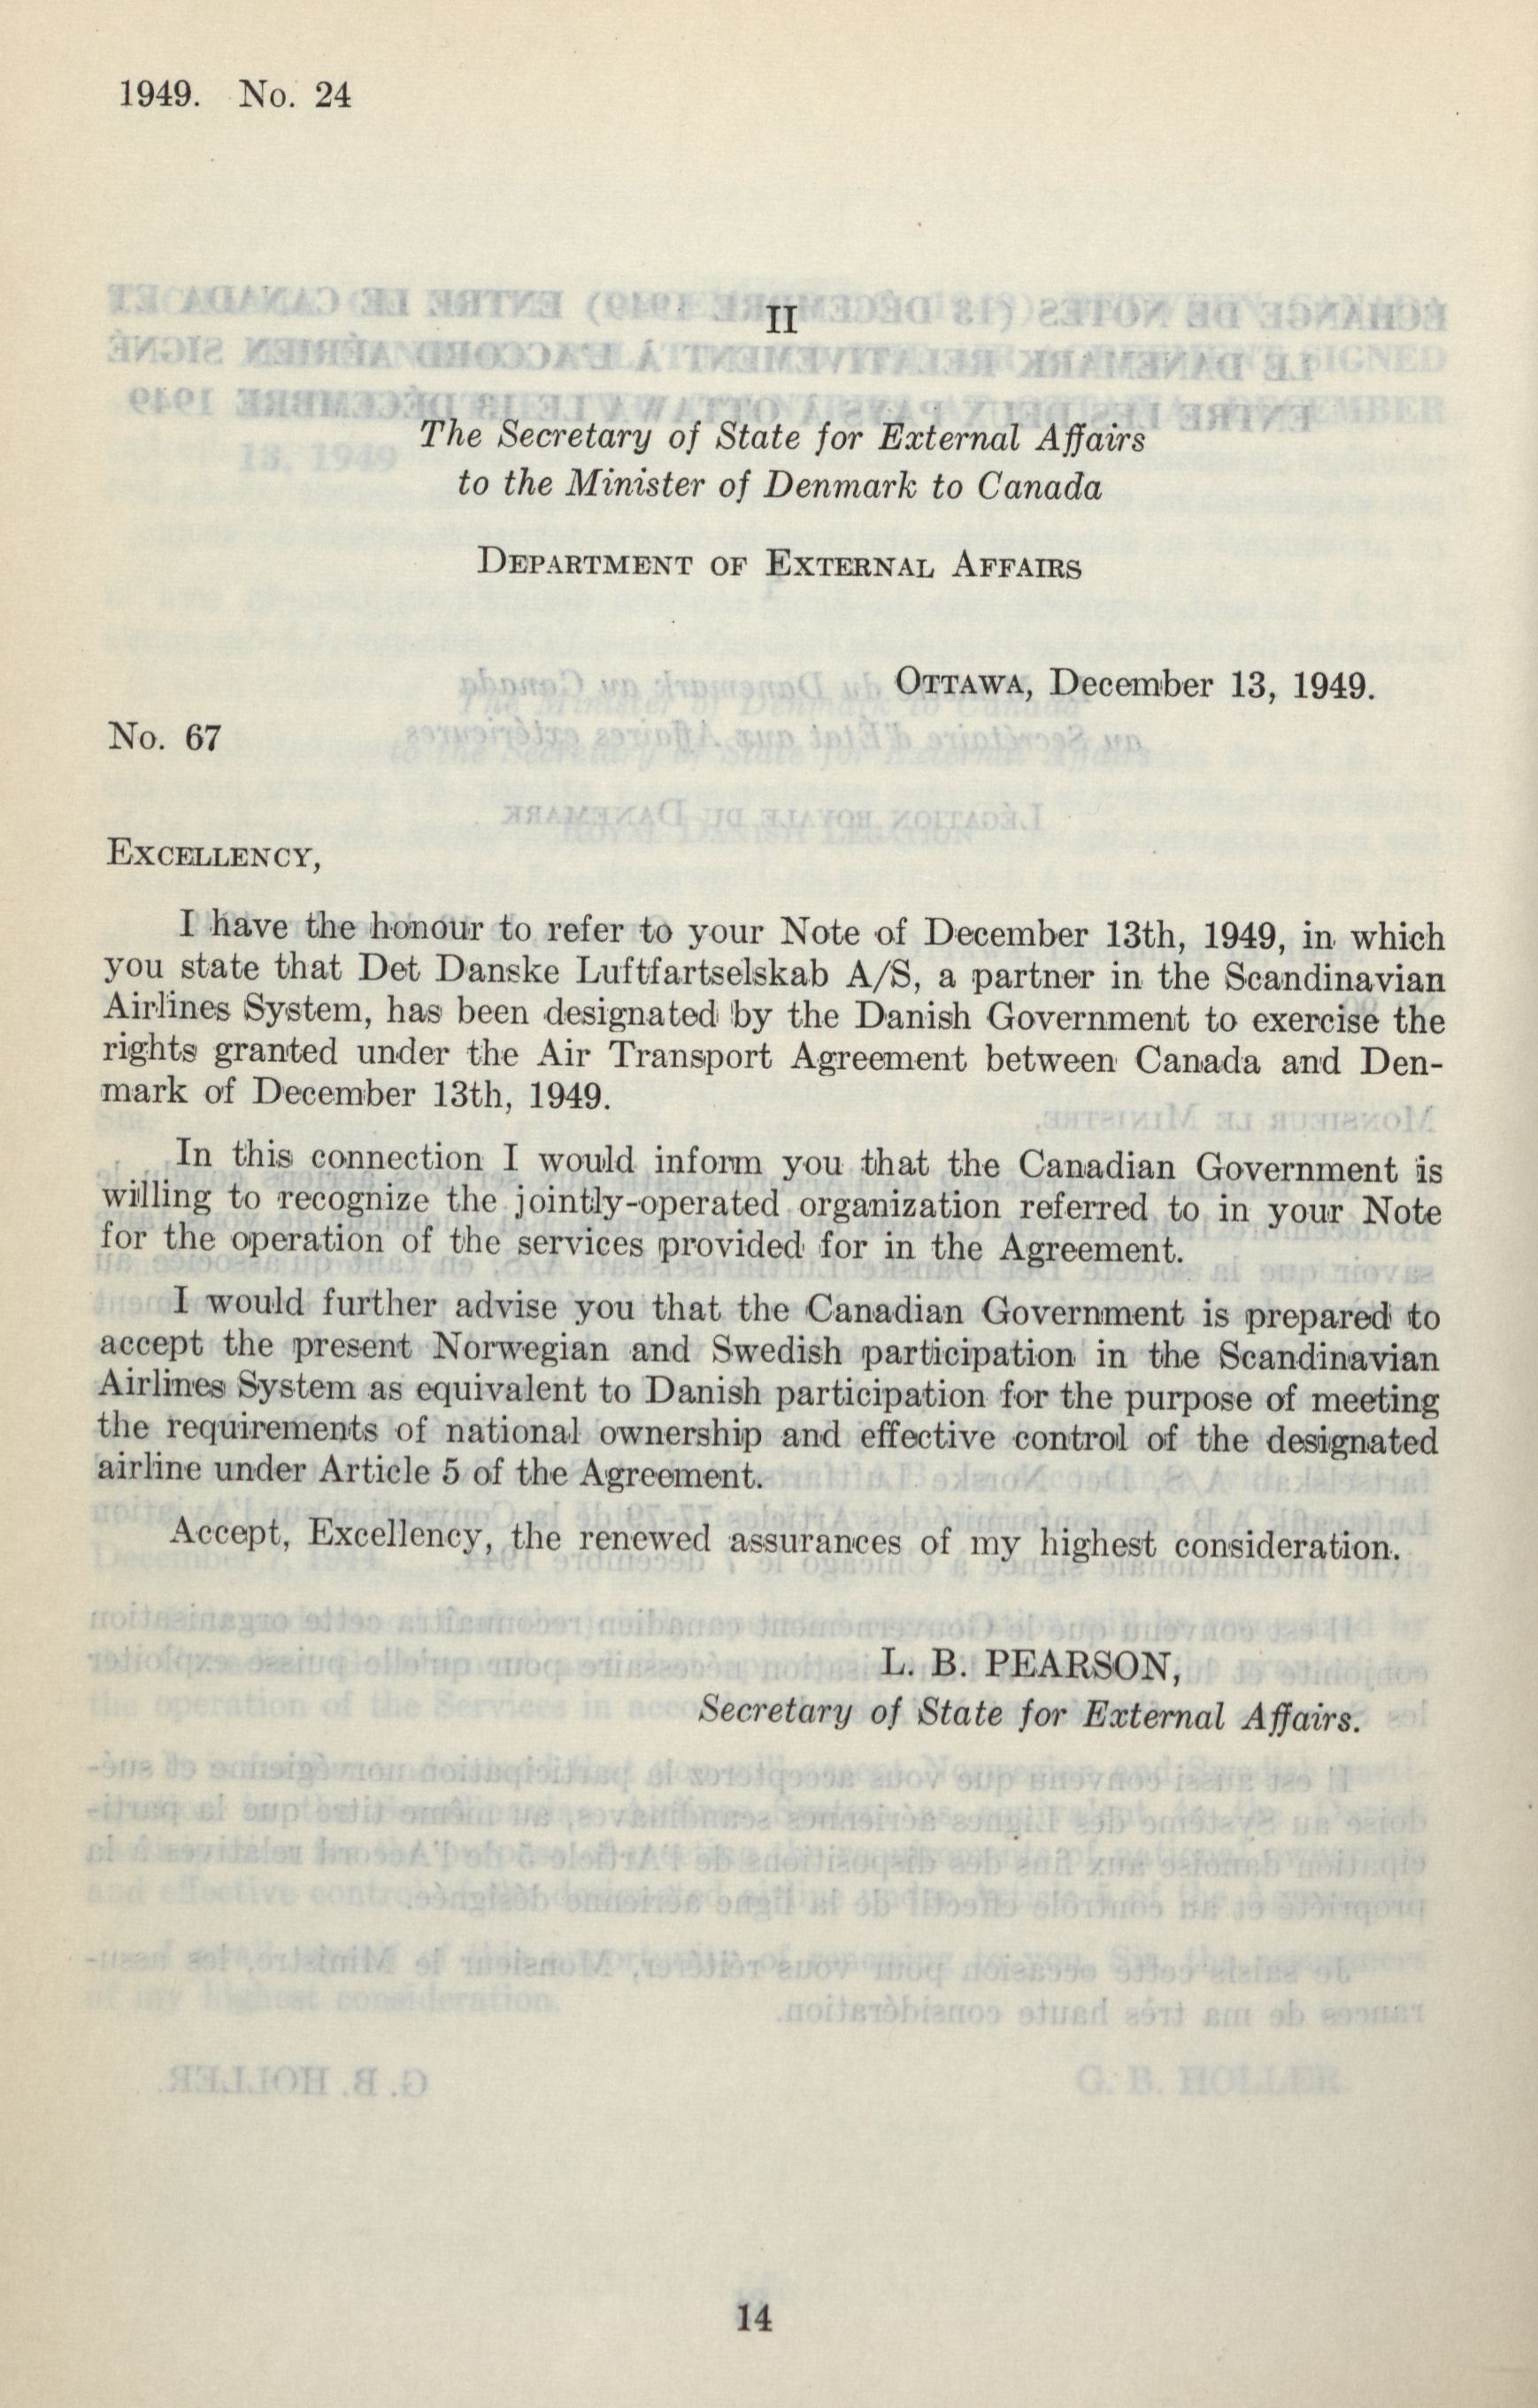 1949. No. 24
II
The Secretary of State for External Affairs
to the Minister of Denmark to Canada
DEPARTMENT OF EXTERNAL AFFAIRS
OTTAWA, December 13, 1949.
No. 67
EXCELLENCY,
I have the honour to refer to your Note of December 13th, 1949, in which
you state that Det Danske Luftfartselskab A/S, a partner in the Scandinavian
Airlines System, has been designated by the Danish Government to exercise the
rights granted under the Air Transport Agreement between Canada and Den-
mark of December 13th, 1949.
In this connection I would inform you that the Canadian Government is
willing to recognize the jointly-operated organization referred to in your Note
for the operation of the services provided for in the Agreement.
I would further advise you that the Canadian Government is prepared to
accept the present Norwegian and Swedish participation in the Scandinavian
Airlines System as equivalent to Danish participation for the purpose of meeting
the requirements of national ownership and effective control of the designated
airline under Article 5 of the Agreement.
Accept, Excellency, the renewed assurances of my highest consideration.
L. B. PEARSON,
Secretary of State for External Affairs.
14